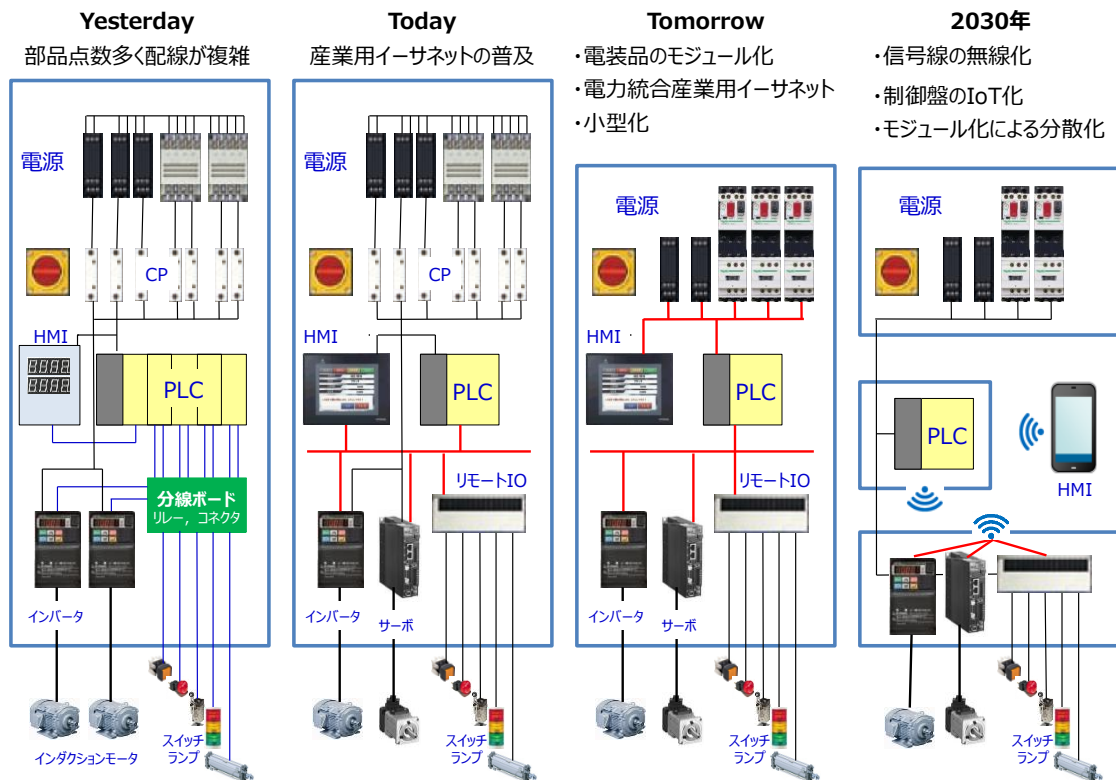 Yesterday
部品点数多く配線が複雑
電源
CP
HMI
PLC
分線ボード
リレー，コネクタ
インバータ
インダクションモータ
スイッチ
ランプ
Today
産業用イーサネットの普及
電源
CP
HMI
PLC
リモートIO
インバータ
サーボ
スイッチ
ランプ
Tomorrow
・電装品のモジュール化
・電力統合産業用イーサネット
・小型化
電源
HMI
PLC
リモートIO
インバータ
サーボ
スイッチ
ランプ
2030年
・信号線の無線化
・制御盤のIoT化
・モジュール化による分散化
電源
PLC
HMI
スイッチ
ランプ